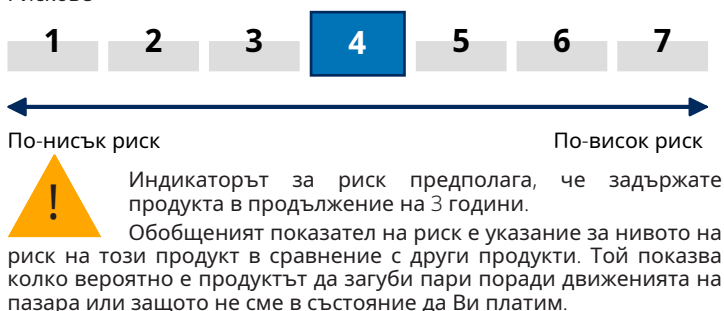 1 2 3 4 5 6 7
По-нисък риск По-висок риск
!
Индикаторът за риск предполага, че задържате
продукта в продължение на 3 години.
Обобщеният показател на риск е указание за нивото на
риск на този продукт в сравнение с други продукти. Той показва
колко вероятно е продуктът да загуби пари поради движенията на
пазара или защото не сме в състояние да Ви платим.